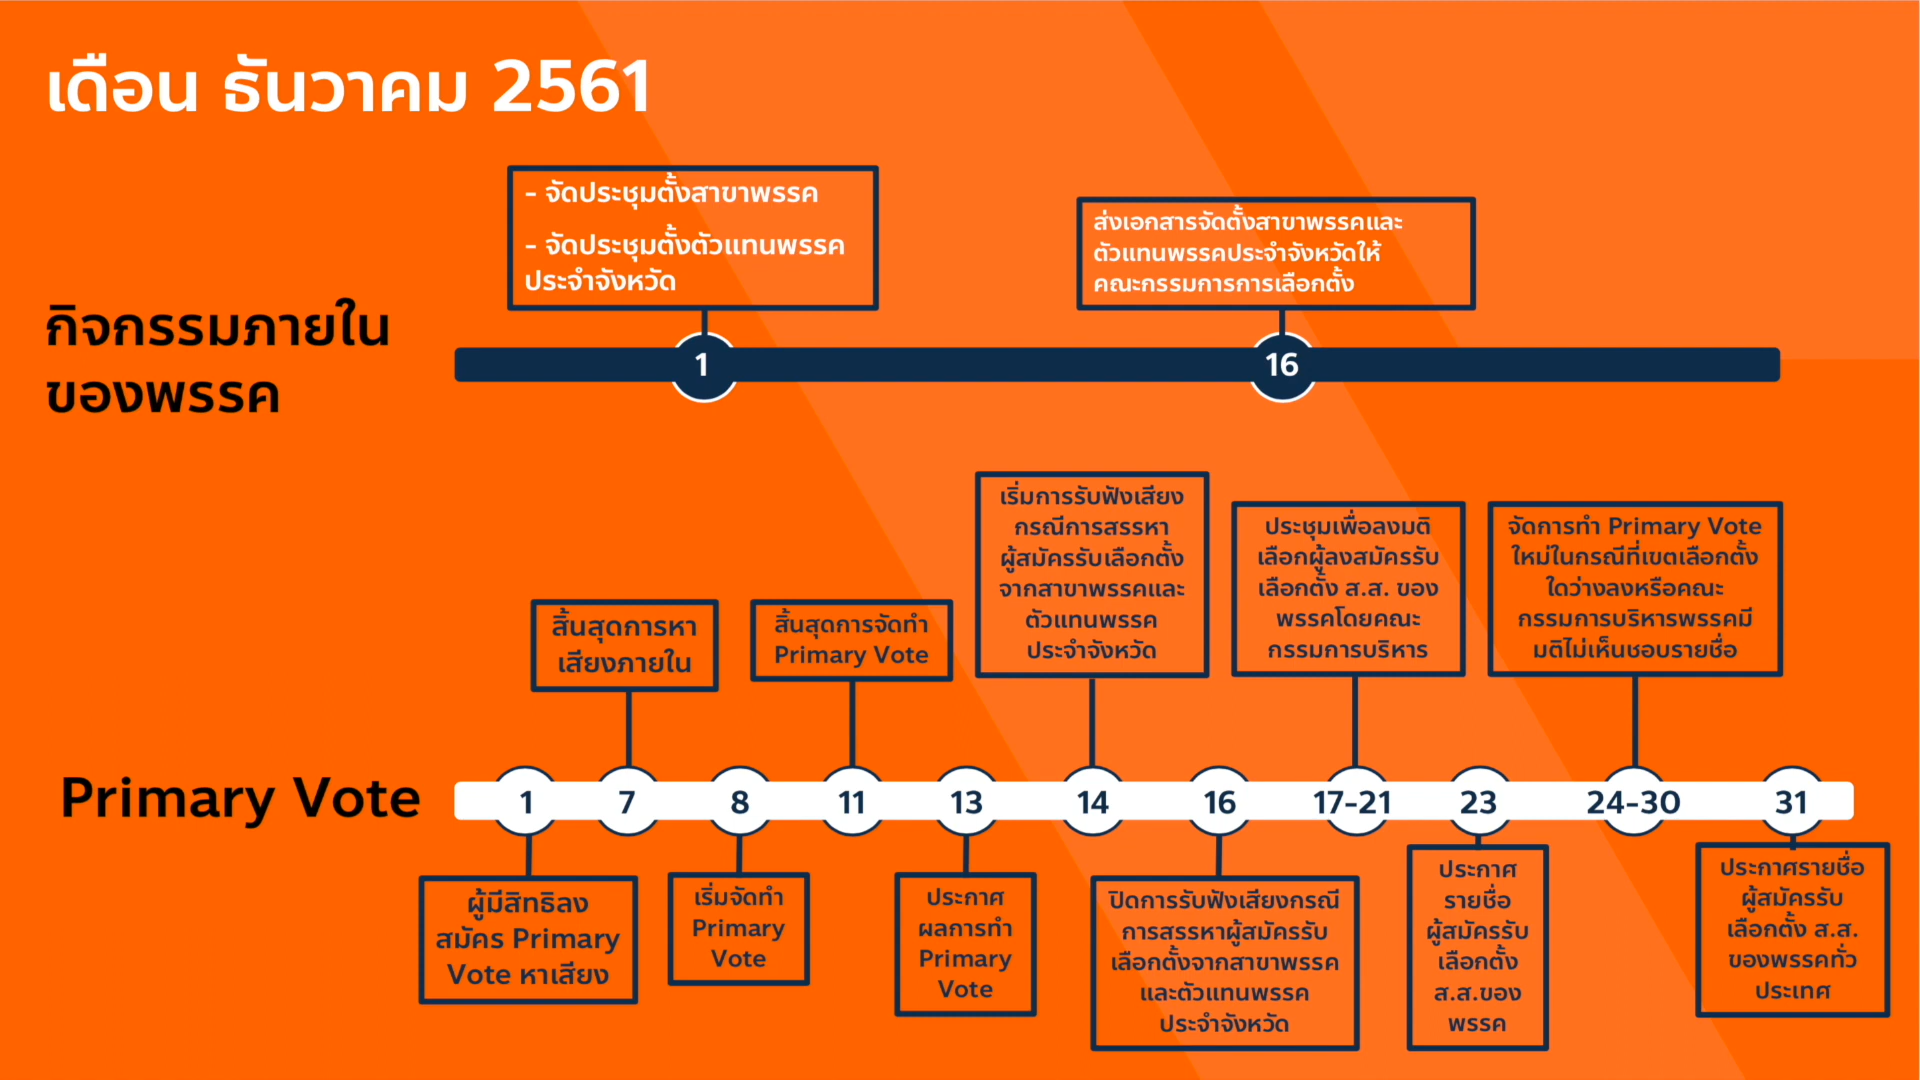 เดือน ธันวาคม 2561
- จัดประชุมตั้งสาขาพรรค
- จัดประชุมตั้งตัวแทนพรรค
ประจำจังหวัด
ส่งเอกสารจัดตั้งสาขาพรรคและ
ตัวแทนพรรคประจำจังหวัดให้
คณะกรรมการการเลือกตั้ง
กิจกรรมภายใน
ของพรรค
1
16
สิ้นสุดการหา
เสียงภายใน
สิ้นสุดการจัดทำ
Primary Vote
เริ่มการรับฟังเสียง
กรณีการสรรหา
ผู้สมัครรับเลือกตั้ง
จากสาขาพรรคและ
ตัวแทนพรรค
ประจำจังหวัด
ประชุมเพื่อลงมติ
เลือกผู้ลงสมัครรับ
เลือกตั้ง ส.ส. ของ
พรรคโดยคณะ
กรรมการบริหาร
จัดการทำ Primary Vote
ใหม่ในกรณีที่เขตเลือกตั้ง
ใดว่างลงหรือคณะ
กรรมการบริหารพรรคมี
มติไม่เห็นชอบรายชื่อ
Primary Vote
1
7
8
11
13
14
16
17-21
23
24-30
31
ผู้มีสิทธิลง
สมัคร Primary
Vote หาเสียง
เริ่มจัดทำ
Primary
Vote
ประกาศ
ผลการทำ
Primary
Vote
ปิดการรับฟังเสียงกรณี
การสรรหาผู้สมัครรับ
เลือกตั้งจากสาขาพรรค
และตัวแทนพรรค
ประจำจังหวัด
ประกาศ
รายชื่อ
ผู้สมัครรับ
เลือกตั้ง
ส.ส.ของ
พรรค
ประกาศรายชื่อ
ผู้สมัครรับ
เลือกตั้ง ส.ส.
ของพรรคทั่ว
ประเทศ